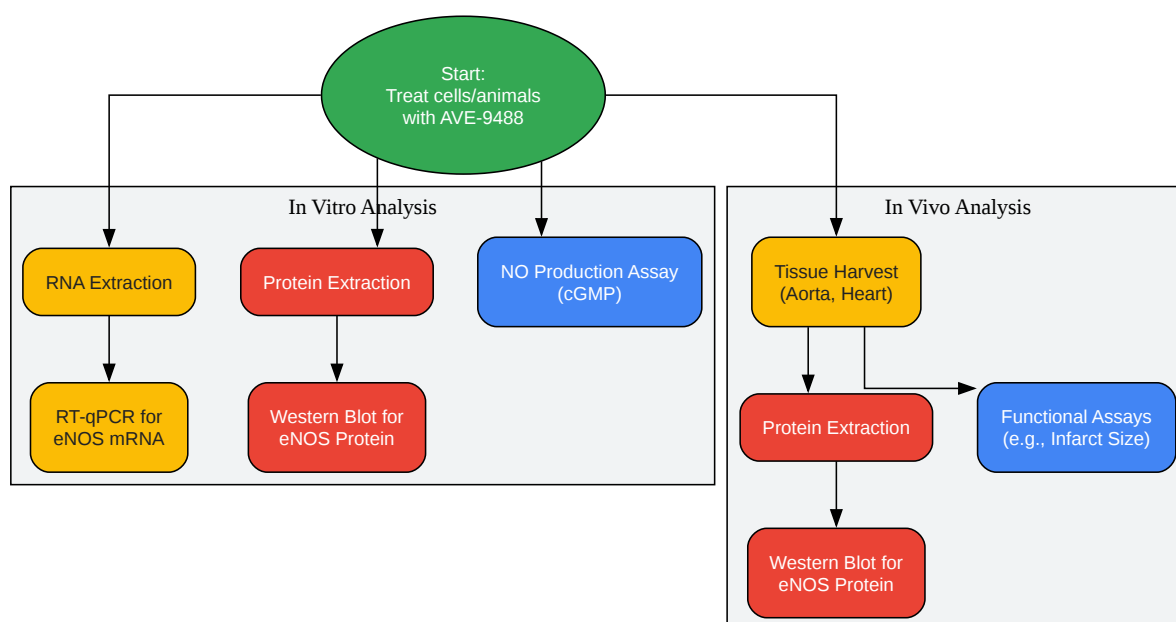 Start:
Treat cells/animals
with AVE-9488
In Vitro Analysis
RNA Extraction
Protein Extraction
NO Production Assay
(cGMP)
RT-qPCR for
eNOS mRNA
Western Blot for
eNOS Protein
In Vivo Analysis
Tissue Harvest
(Aorta, Heart)
Protein Extraction
Functional Assays
(e.g., Infarct Size)
Western Blot for
eNOS Protein